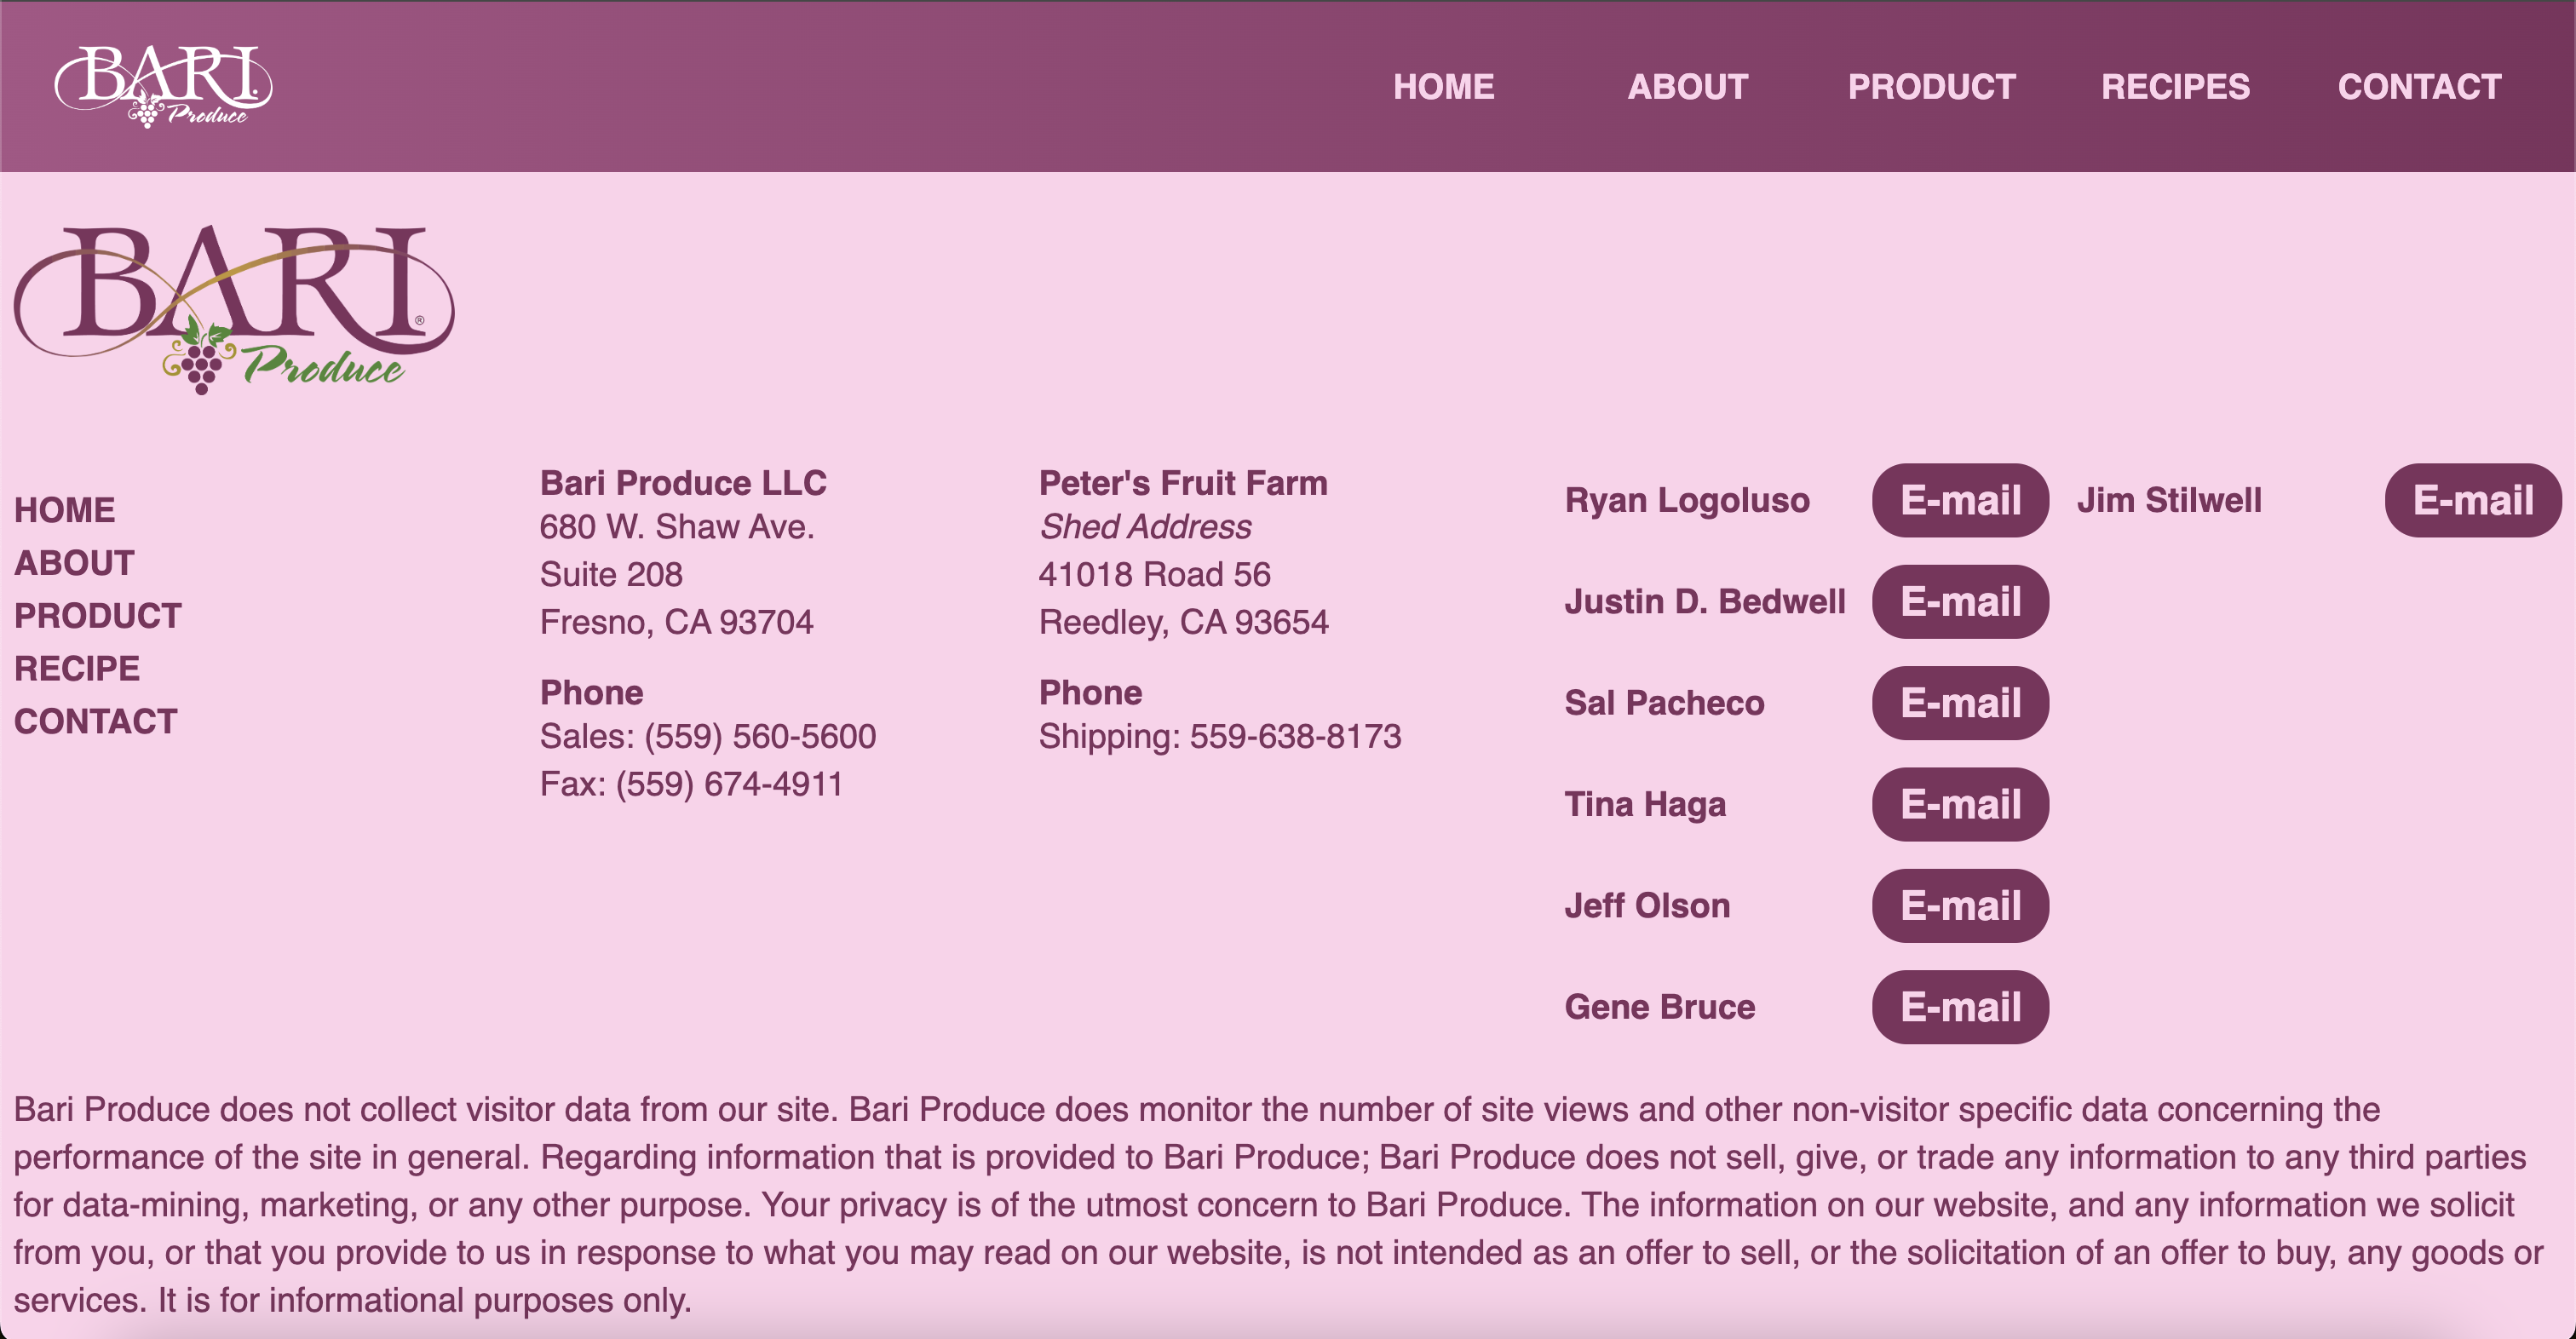 BARI
Produce
HOME ABOUT PRODUCT RECIPES CONTACT
BARI®
Produce
HOME
ABOUT
PRODUCT
RECIPE
CONTACT
Bari Produce LLC
680 W. Shaw Ave.
Suite 208
Fresno, CA 93704
Phone
Sales: (559) 560-5600
Fax: (559) 674-4911
Peter's Fruit Farm
Shed Address
41018 Road 56
Reedley, CA 93654
Phone
Shipping: 559-638-8173
Ryan Logoluso E-mail
Justin D. Bedwell E-mail
Sal Pacheco E-mail
Tina Haga E-mail
Jeff Olson E-mail
Gene Bruce E-mail
Jim Stilwell E-mail
Bari Produce does not collect visitor data from our site. Bari Produce does monitor the number of site views and other non-visitor specific data concerning the
performance of the site in general. Regarding information that is provided to Bari Produce; Bari Produce does not sell, give, or trade any information to any third parties
for data-mining, marketing, or any other purpose. Your privacy is of the utmost concern to Bari Produce. The information on our website, and any information we solicit
from you, or that you provide to us in response to what you may read on our website, is not intended as an offer to sell, or the solicitation of an offer to buy, any goods or
services. It is for informational purposes only.